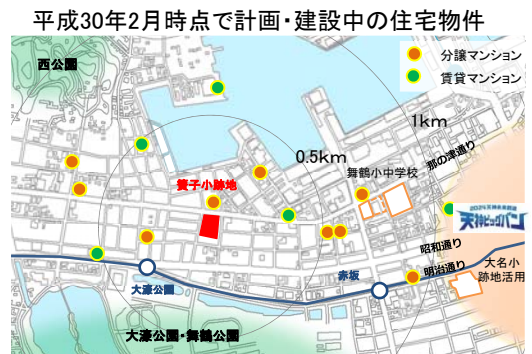 平成30年2月時点で計画・建設中の住宅物件
西公園
分譲マンション
賃貸マンション
1km
0.5km
那の津通り
舞鶴小中学校
簀子小跡地
天神ビッグバン
昭和通り
明治通り
大名小
跡地活用
赤坂
大濠公園
大濠公園・舞鶴公園